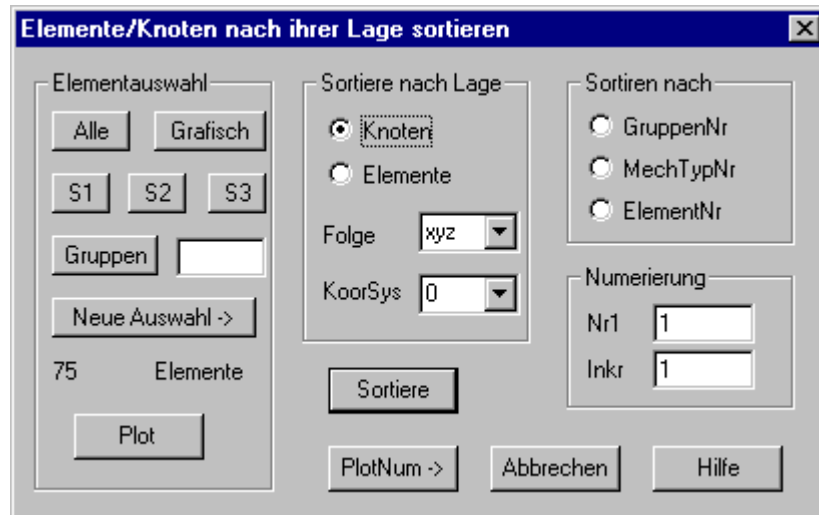 Elemente/Knoten nach ihrer Lage sortieren
Elementauswahl
Alle
Grafisch
S1
S2
S3
Gruppen
Neue Auswahl ->
75 Elemente
Plot
Sortiere nach Lage
Knoten
Elemente
Folge xyz
KoorSys 0
Sortiere
Sortiren nach
GruppenNr
MechTypNr
ElementNr
Numerierung
Nr1 1
Inkr 1
PlotNum ->
Abbrechen
Hilfe